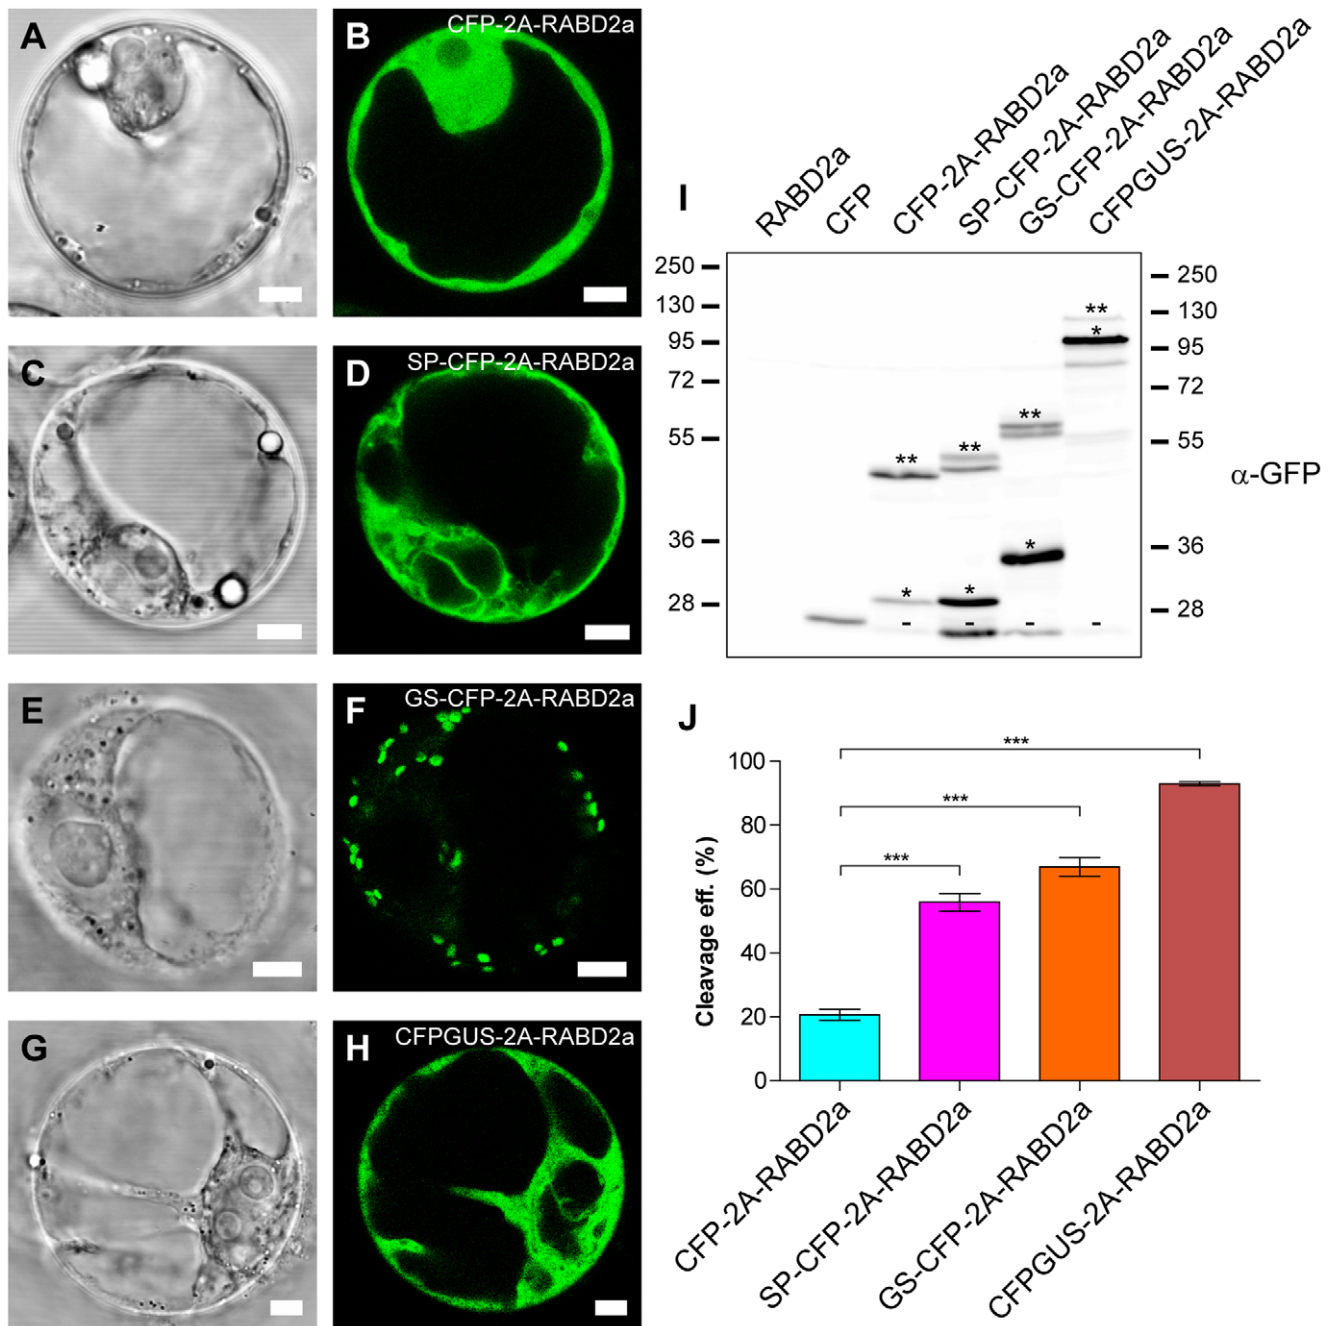 A
B
CFP-2A-RABD2a
C
D
SP-CFP-2A-RABD2a
E
F
GS-CFP-2A-RABD2a
G
H
CFPGUS-2A-RABD2a
I
RABD2a
CFP
CFP-2A-RABD2a
SP-CFP-2A-RABD2a
GS-CFP-2A-RABD2a
CFPGUS-2A-RABD2a
250
130
95
72
55
36
28
**
*
**
*
**
*
**
*
-
-
-
-
250
130
95
72
55
36
28
α-GFP
J
***
***
***
Cleavage eff. (%)
100
80
60
40
20
0
CFP-2A-RABD2a
SP-CFP-2A-RABD2a
GS-CFP-2A-RABD2a
CFPGUS-2A-RABD2a